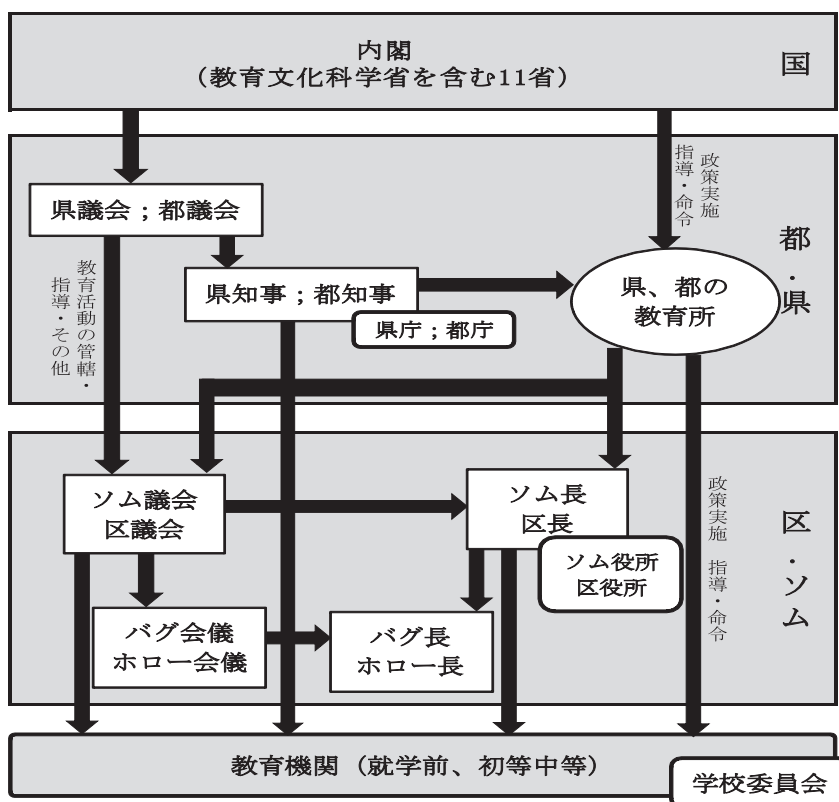 内閣
（教育文化科学省を含む11省）
国
政策実施
指導・命令
県議会；都議会
都・県
県知事；都知事
県、都の
教育所
県庁；都庁
教育活動の管轄・
指導・その他
ソム議会
区議会
ソム長
区長
政策実施 指導・命令
区・ソム
ソム役所
区役所
バグ会儀
ホロー会儀
バグ長
ホロー長
教育機関（就学前、初等中等）
学校委員会